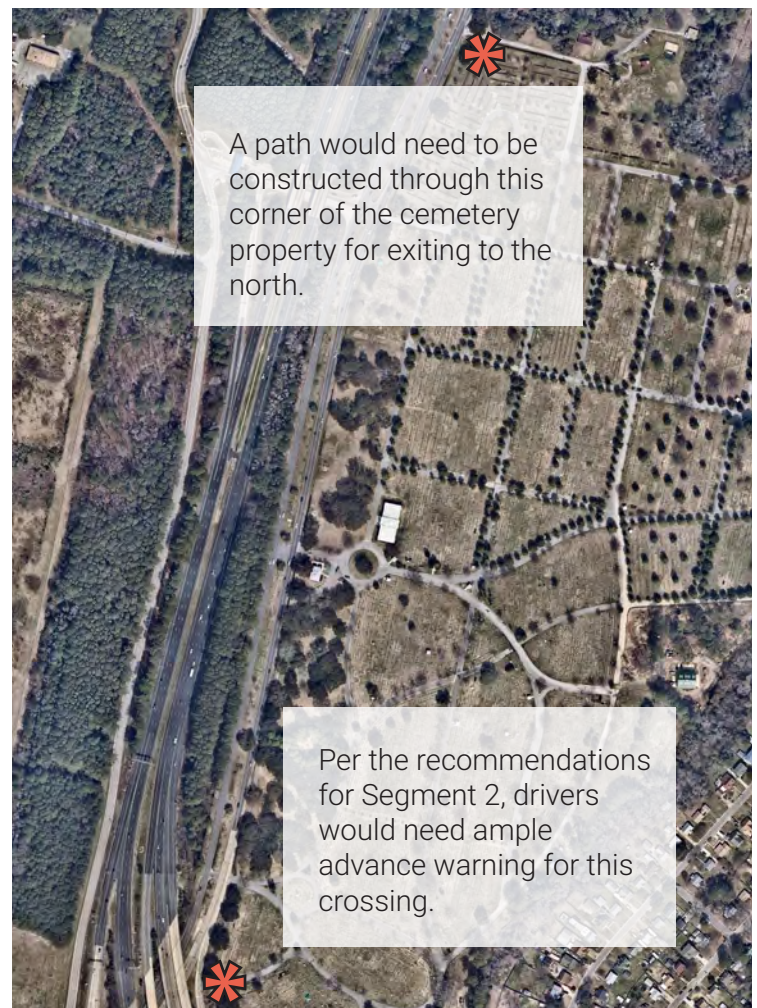 A path would need to be
constructed through this
corner of the cemetery
property for exiting to the
north.
Per the recommendations
for Segment 2, drivers
would need ample
advance warning for this
crossing.